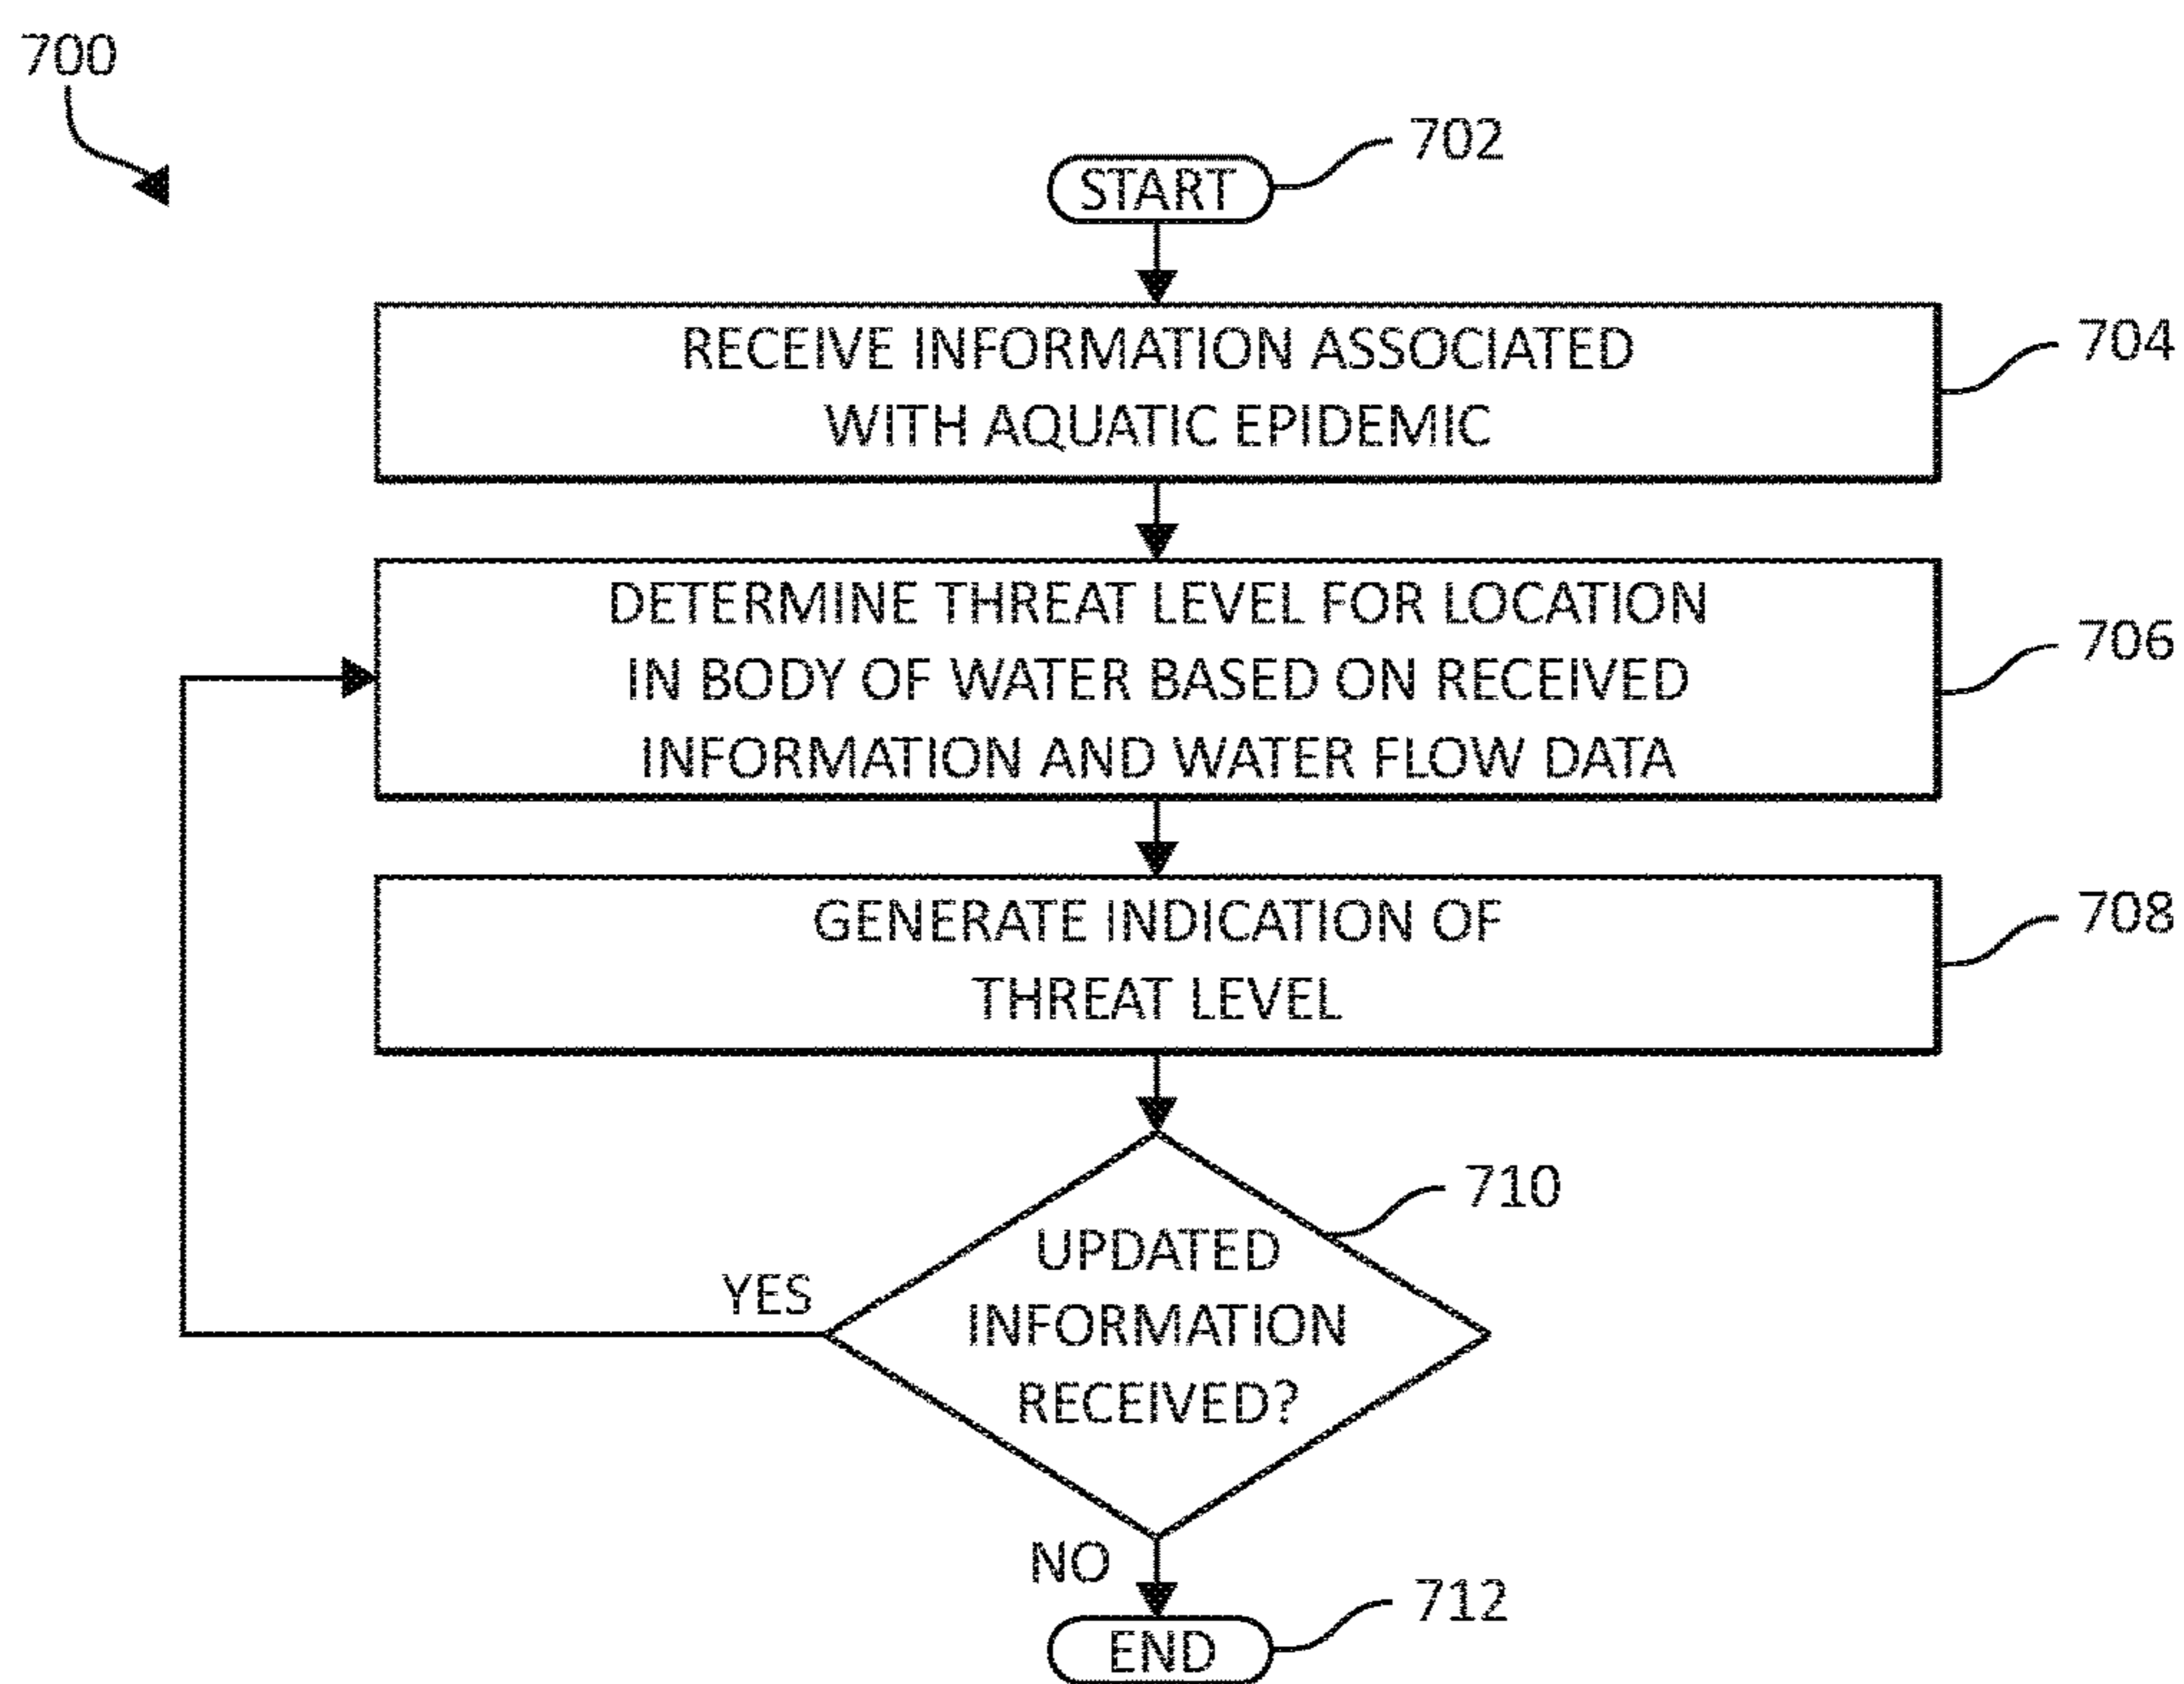 700
START
702
RECEIVE INFORMATION ASSOCIATED
WITH AQUATIC EPIDEMIC
704
DETERMINE THREAT LEVEL FOR LOCATION
IN BODY OF WATER BASED ON RECEIVED
INFORMATION AND WATER FLOW DATA
706
GENERATE INDICATION OF
THREAT LEVEL
708
UPDATED
INFORMATION
RECEIVED?
710
YES
NO
END
712